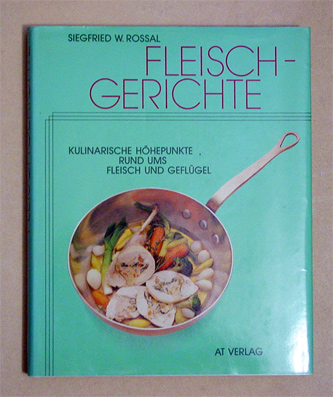 SIEGFRIED W. ROSSAL
FLEISCH-
GERICHTE
KULINARISCHE HÖHEPUNKTE
RUND UMS
FLEISCH UND GEFLÜGEL
AT VERLAG